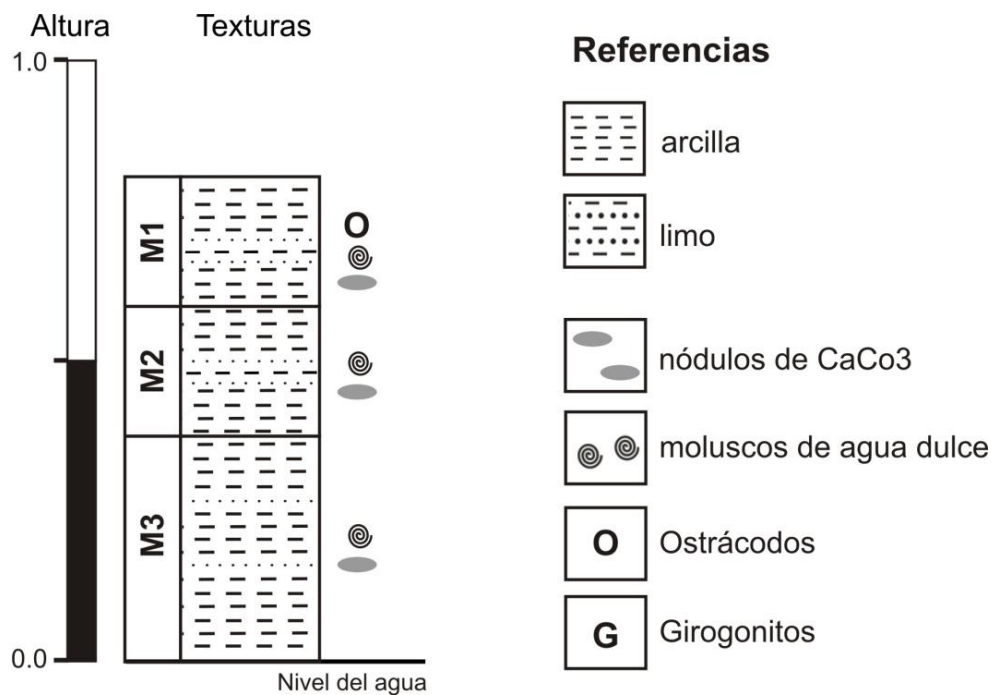 Altura
Texturas
1.0
M1
O
M2
M3
0.0
Nivel del agua
Referencias
arcilla
limo
nódulos de CaCo3
moluscos de agua dulce
O
Ostrácodos
G
Girogonitos